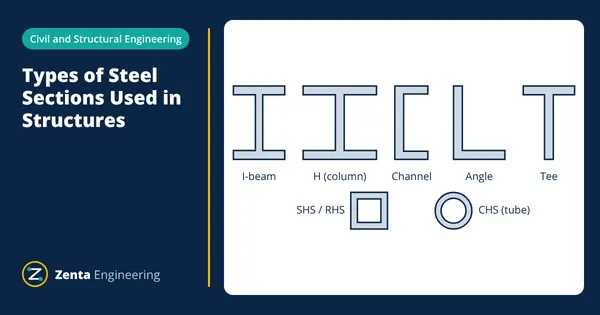 Civil and Structural Engineering
Types of Steel
Sections Used in
Structures
I-beam
H (column)
Channel
Angle
Tee
SHS / RHS
CHS (tube)
Zenta Engineering